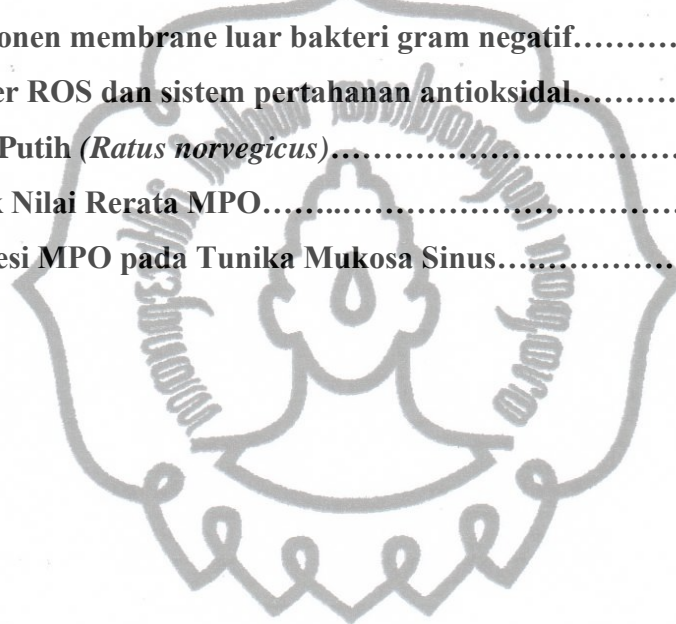 onen membrane luar bakteri gram negatif…………
er ROS dan sistem pertahanan antioksidal…………
Putih (Ratus norvegicus)……………………………
k Nilai Rerata MPO……..……………………………
esi MPO pada Tunika Mukosa Sinus….……………